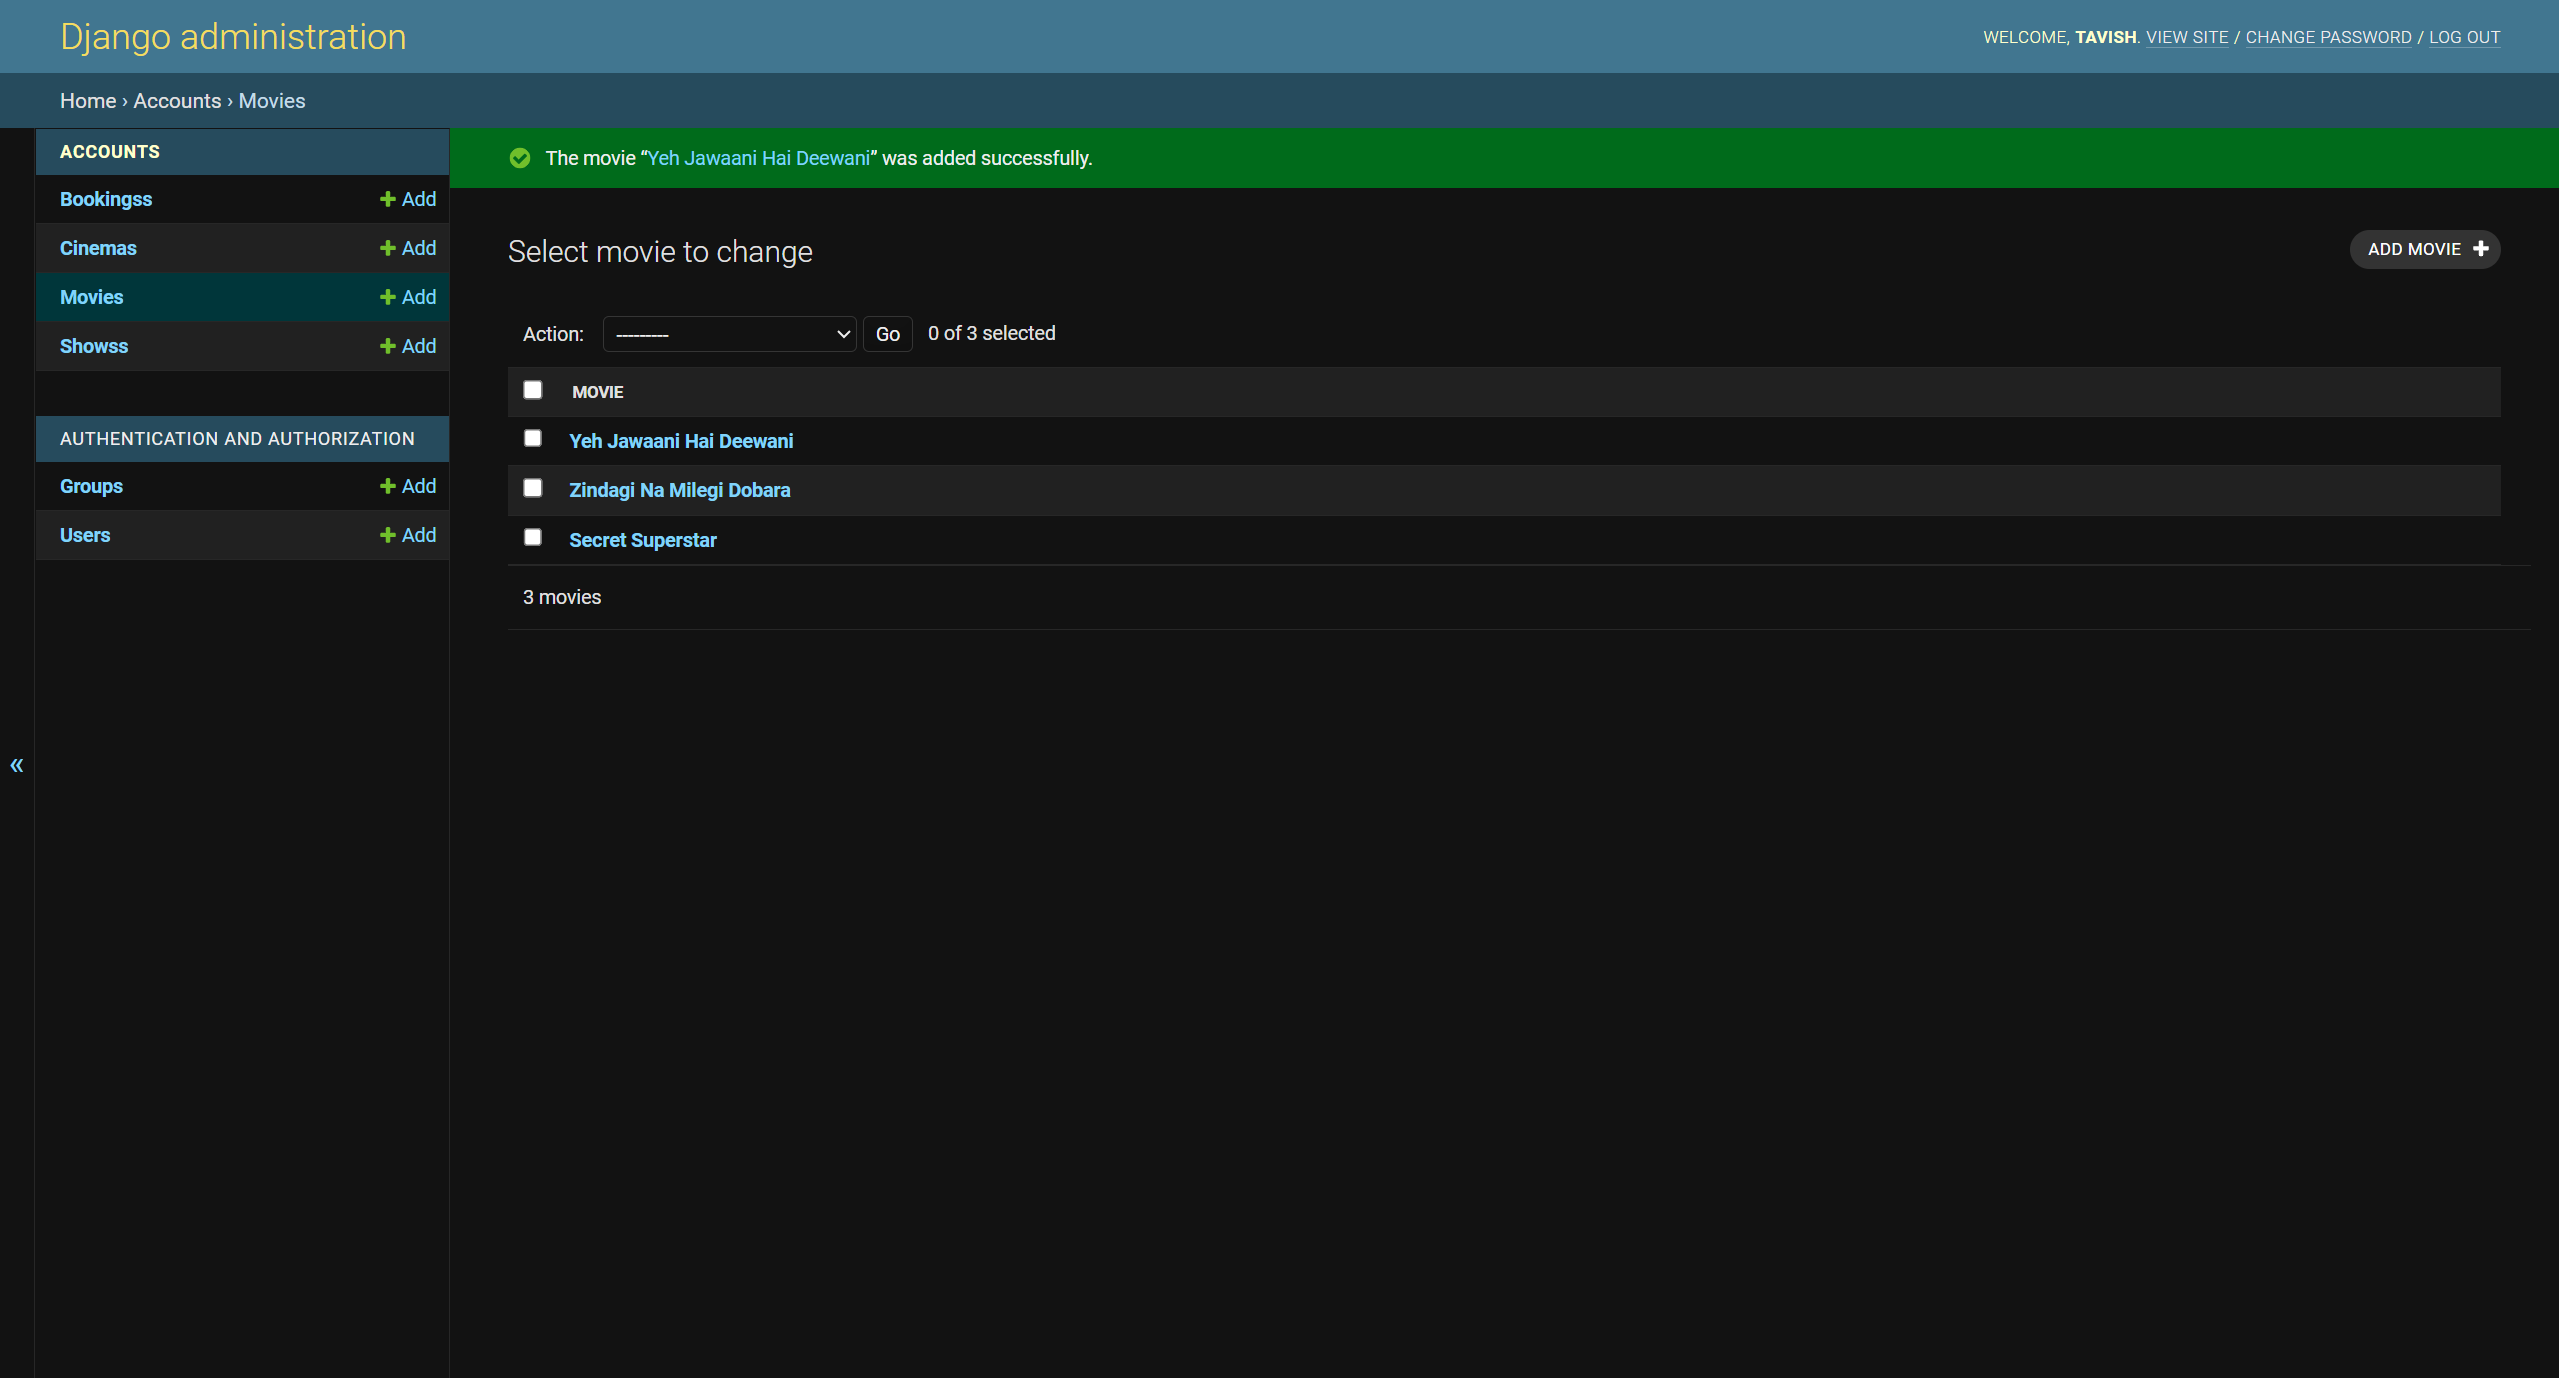 Django administration
WELCOME, TAVISH. VIEW SITE / CHANGE PASSWORD / LOG OUT
Home › Accounts › Movies
ACCOUNTS
Bookingss Add
Cinemas Add
Movies Add
Showss Add
AUTHENTICATION AND AUTHORIZATION
Groups Add
Users Add
«
The movie “Yeh Jawaani Hai Deewani” was added successfully.
Select movie to change
ADD MOVIE
Action: --------- Go 0 of 3 selected
MOVIE
Yeh Jawaani Hai Deewani
Zindagi Na Milegi Dobara
Secret Superstar
3 movies